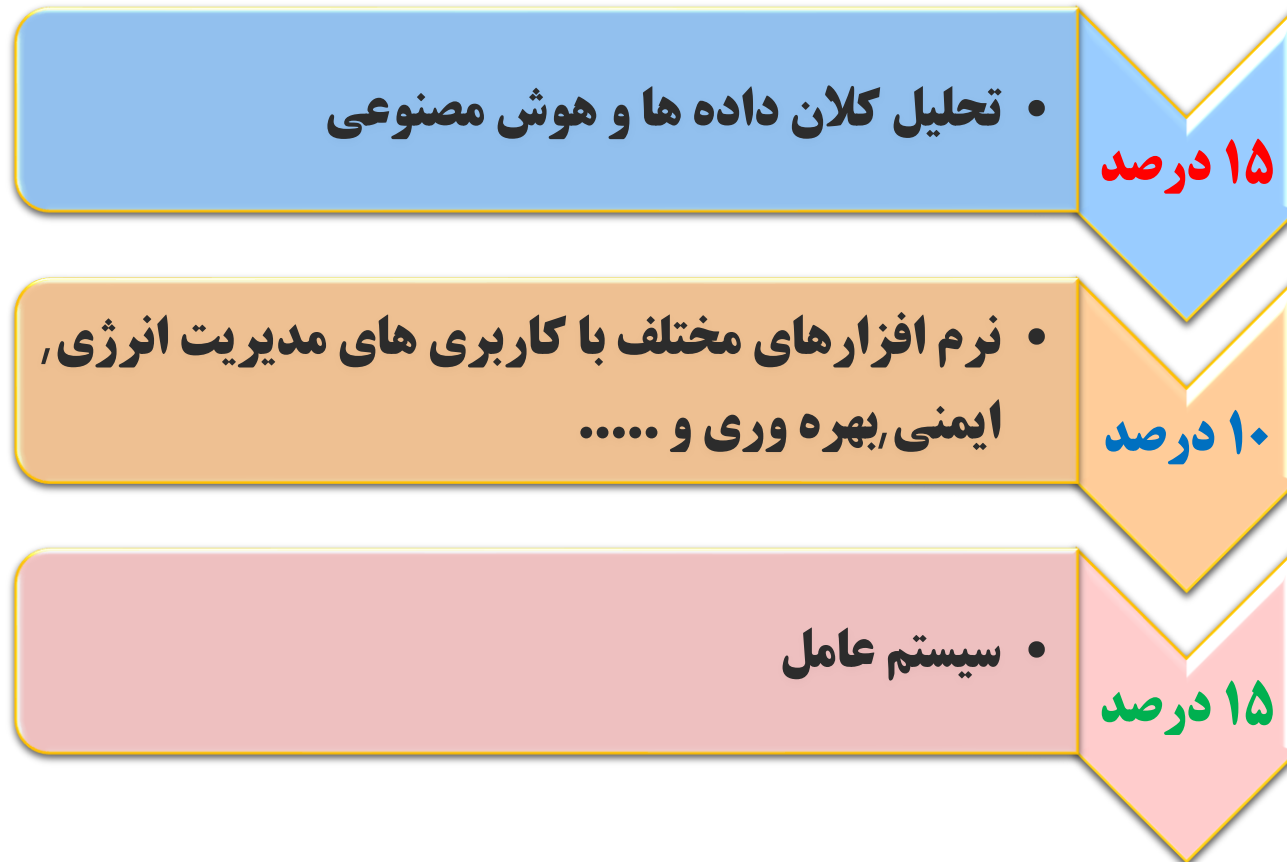 • تحلیل کلان داده ها و هوش مصنوعی
۱۵ درصد
• نرم افزارهای مختلف با کاربری های مدیریت انرژی,
ایمنی,بهره وری و .....
۱۰ درصد
• سیستم عامل
۱۵ درصد